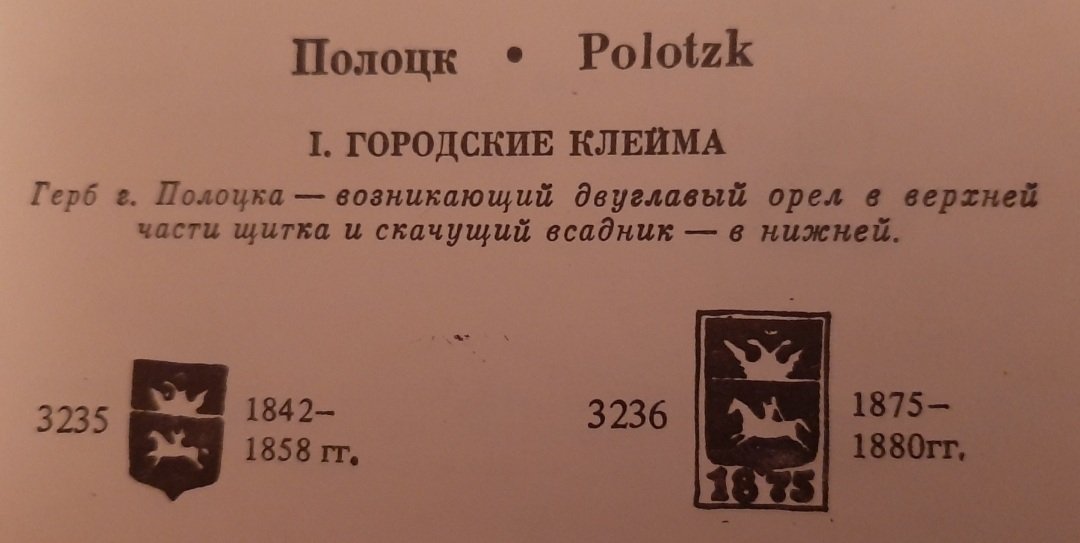 Полоцк • Polotzk
I. ГОРОДСКИЕ КЛЕЙМА
Герб г. Полоцка — возникающий двуглавый орел в верхней
части щитка и скачущий всадник — в нижней.
3235
1842—
1858 гг.
3236
1875
1875—
1880гг.